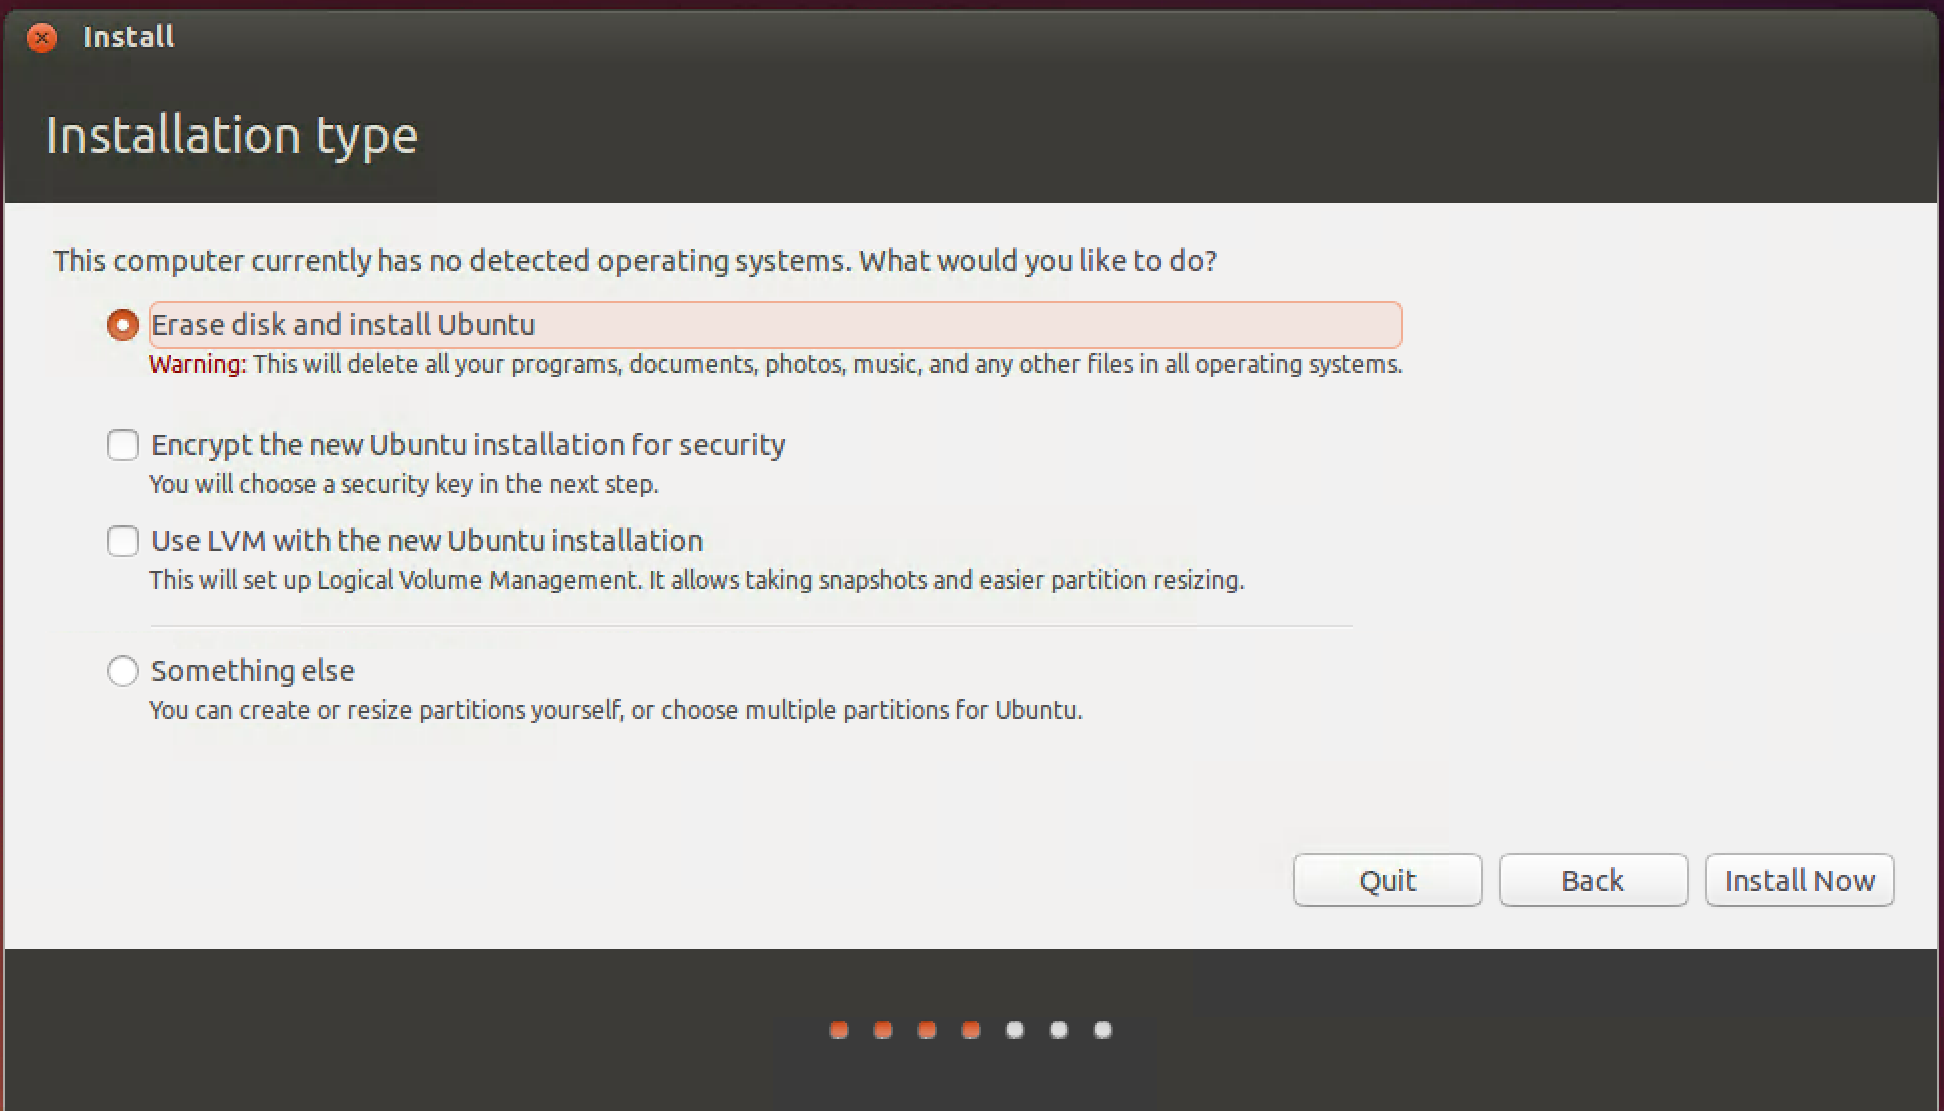 Install
Installation type
This computer currently has no detected operating systems. What would you like to do?
Erase disk and install Ubuntu
Warning: This will delete all your programs, documents, photos, music, and any other files in all operating systems.
Encrypt the new Ubuntu installation for security
You will choose a security key in the next step.
Use LVM with the new Ubuntu installation
This will set up Logical Volume Management. It allows taking snapshots and easier partition resizing.
Something else
You can create or resize partitions yourself, or choose multiple partitions for Ubuntu.
Quit Back Install Now